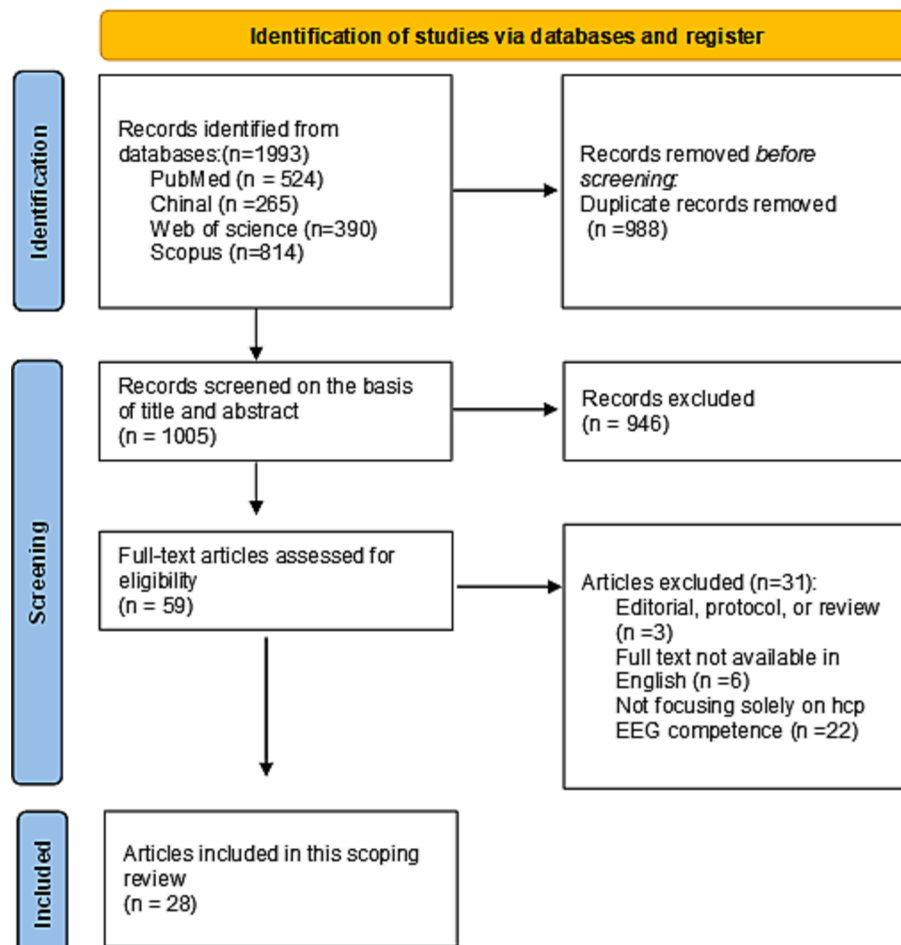 Identification of studies via databases and register
Identification
Records identified from
databases:(n=1993)
PubMed (n = 524)
Chinal (n =265)
Web of science (n=390)
Scopus (n=814)
Records removed before
screening:
Duplicate records removed
(n =988)
Screening
Records screened on the basis
of title and abstract
(n = 1005)
Records excluded
(n = 946)
Full-text articles assessed for
eligibility
(n = 59)
Articles excluded (n=31):
Editorial, protocol, or review
(n =3)
Full text not available in
English (n =6)
Not focusing solely on hcp
EEG competence (n =22)
Included
Articles included in this scoping
review
(n = 28)